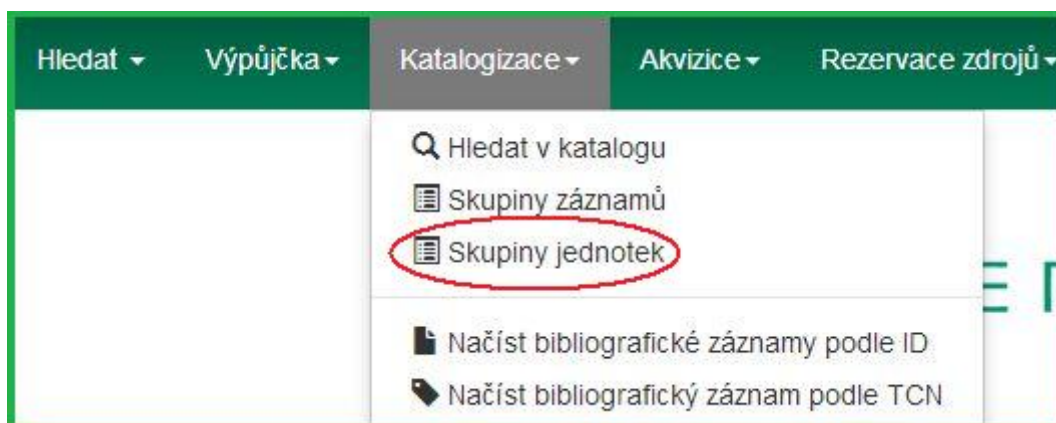 Hledat Výpůjčka Katalogizace Akvizice Rezervace zdrojů
Hledat v katalogu
Skupiny záznamů
Skupiny jednotek
Načíst bibliografické záznamy podle ID
Načíst bibliografický záznam podle TCN